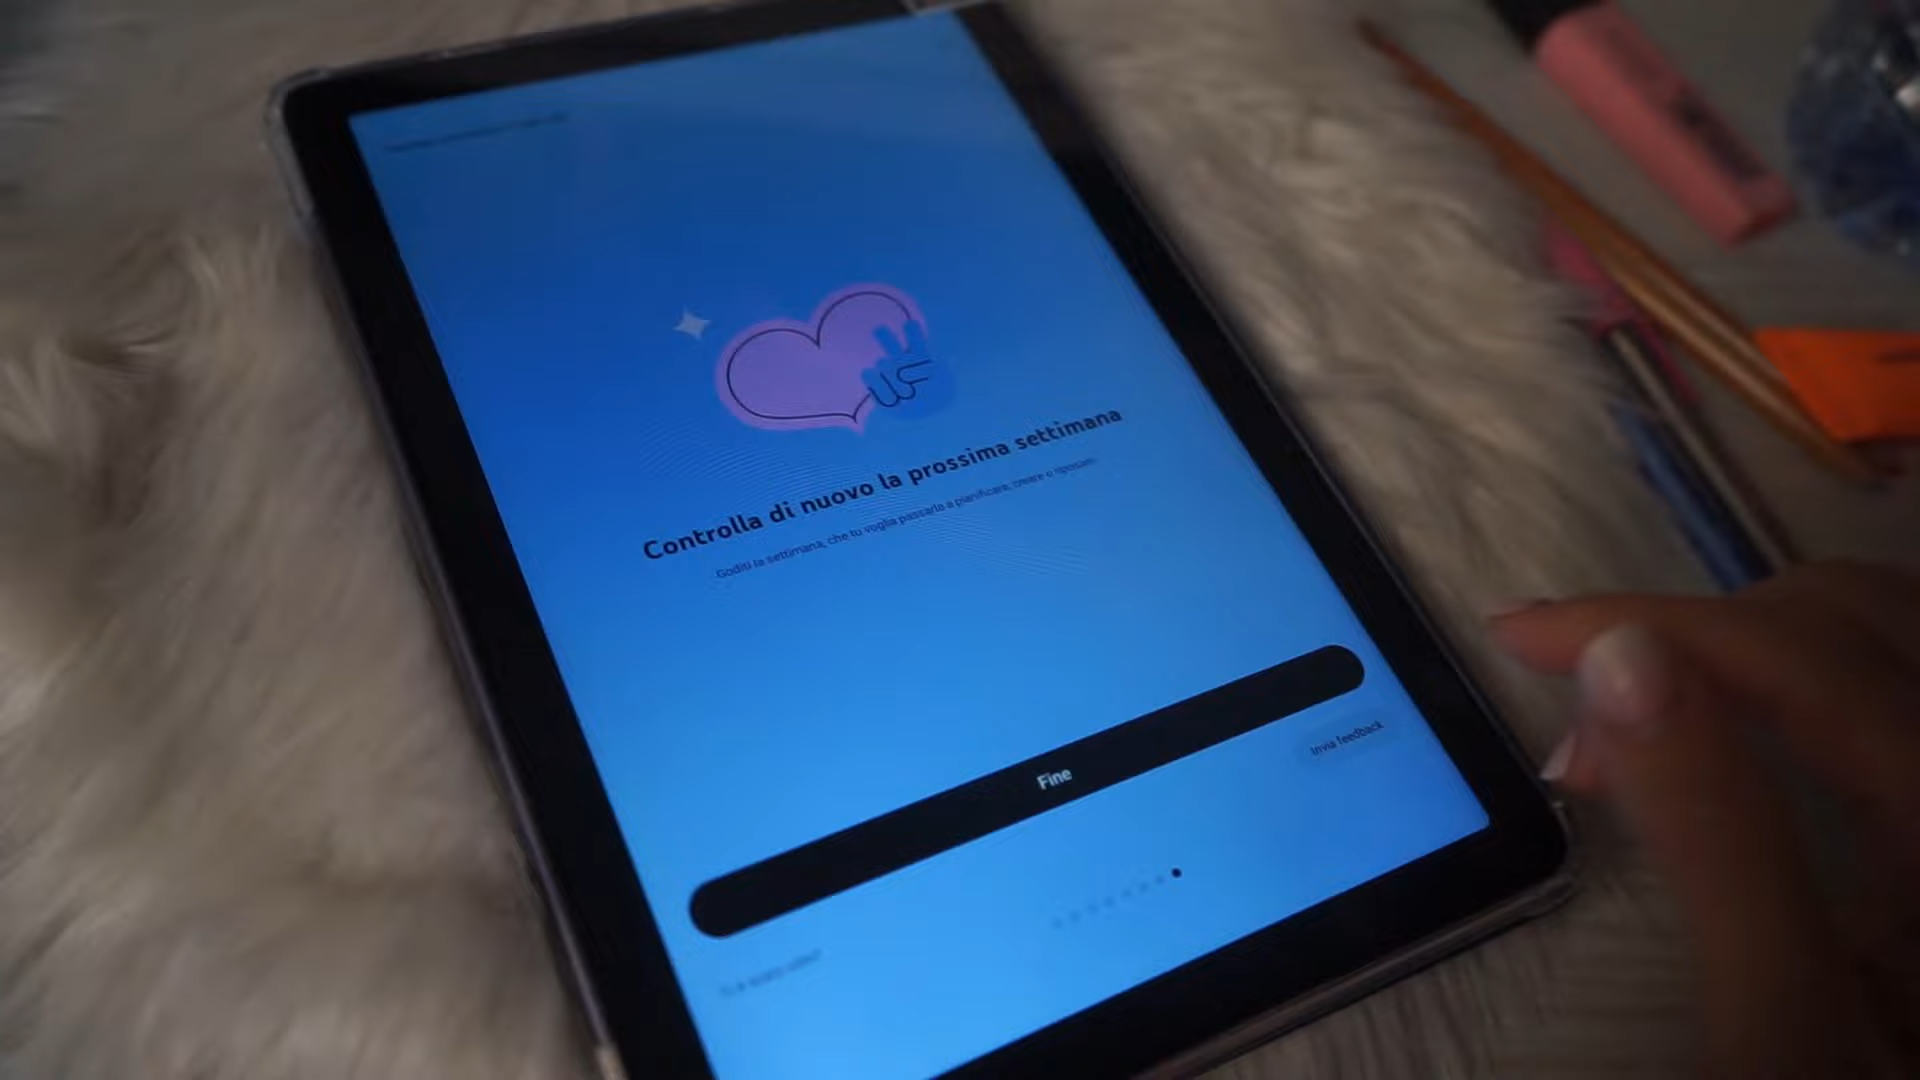 Controlla di nuovo la prossima settimana
Goditi la settimana, che tu voglia passarla a pianificare, creare o riposare.
Fine
Invia feedback